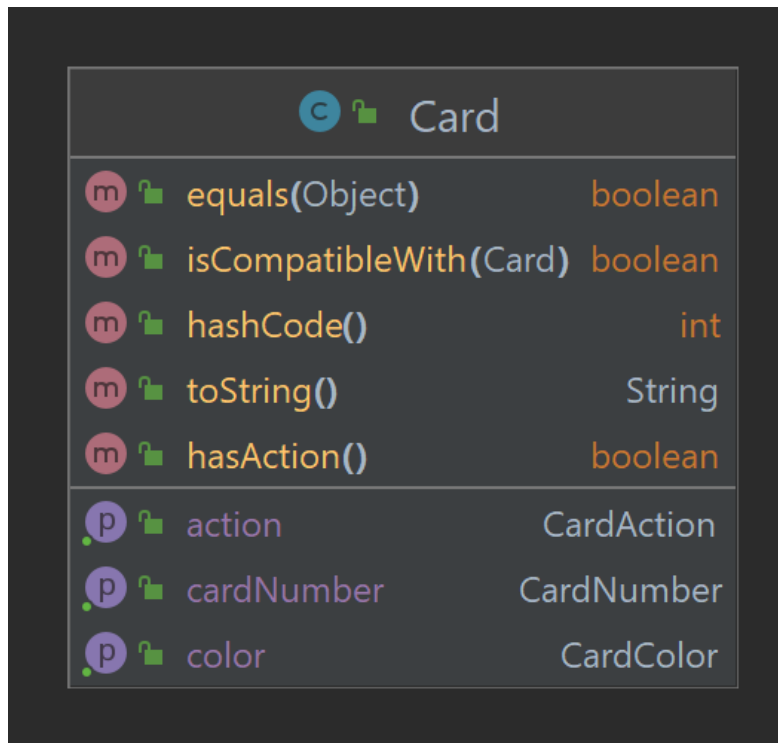 C Card
m equals(Object) boolean
m isCompatibleWith(Card) boolean
m hashCode() int
m toString() String
m hasAction() boolean
p action CardAction
p cardNumber CardNumber
p color CardColor